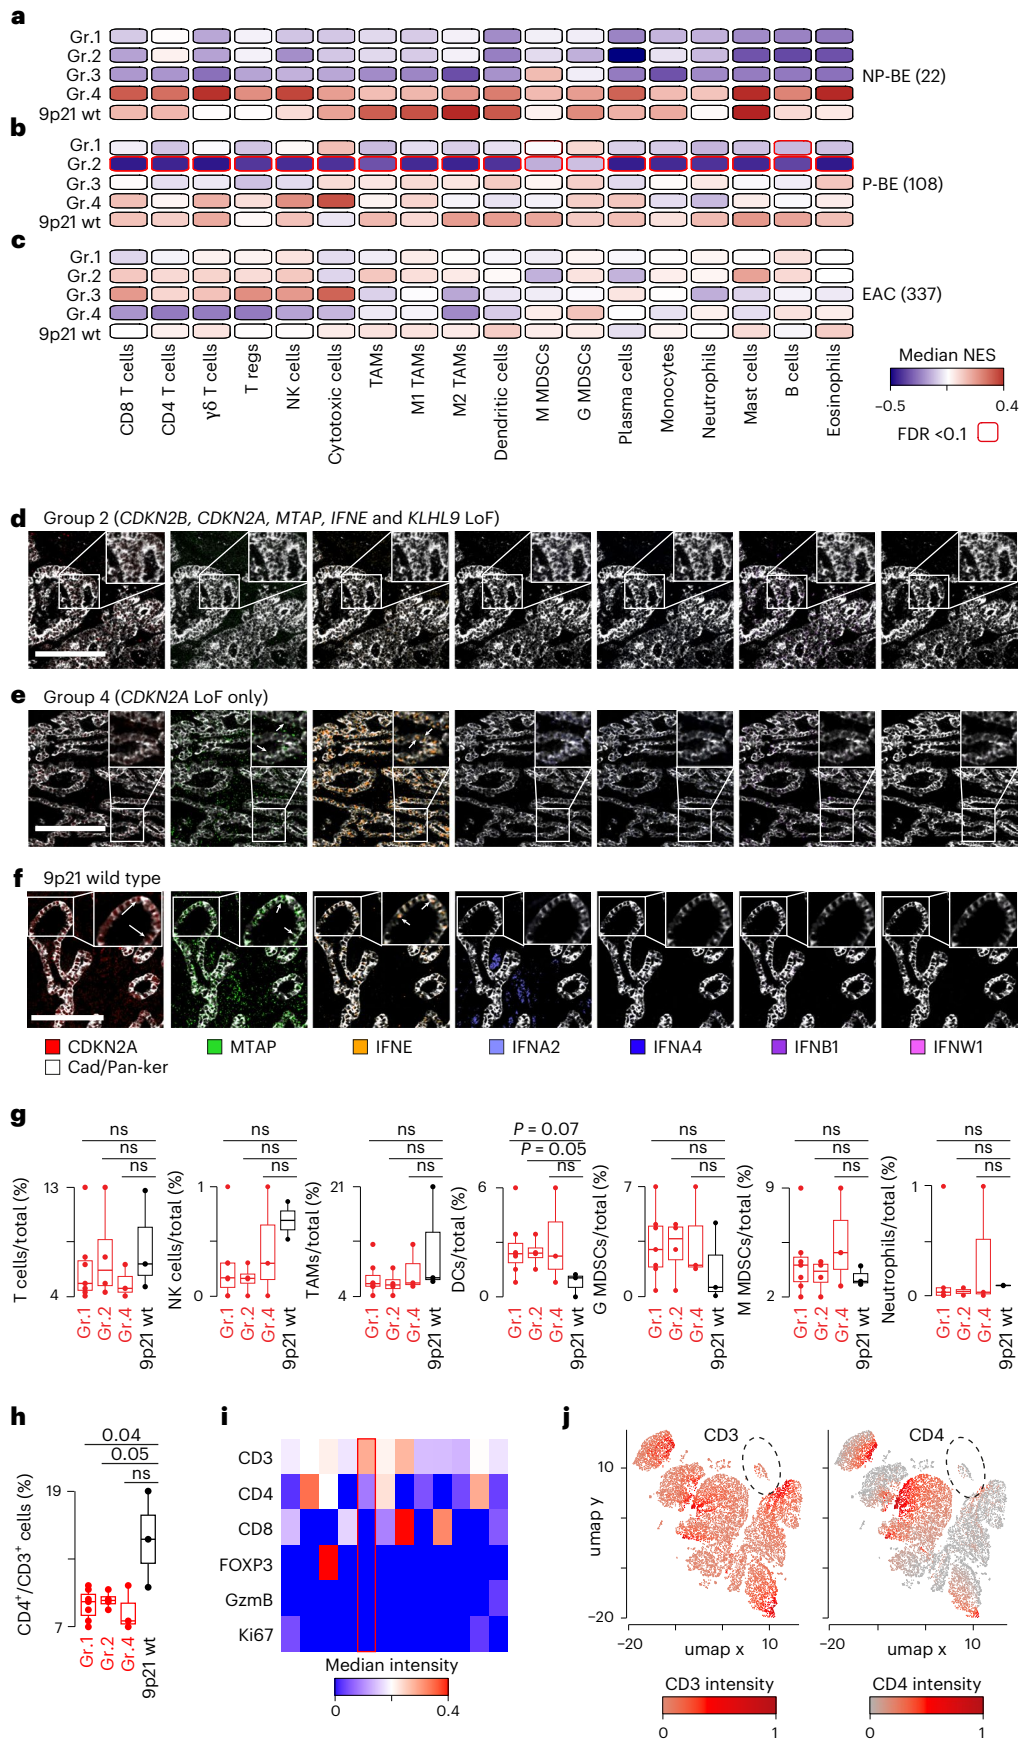 a
Gr.1
Gr.2
Gr.3
Gr.4
9p21 wt
NP-BE (22)
b
Gr.1
Gr.2
Gr.3
Gr.4
9p21 wt
P-BE (108)
c
Gr.1
Gr.2
Gr.3
Gr.4
9p21 wt
EAC (337)
CD8 T cells
CD4 T cells
γδ T cells
T regs
NK cells
Cytotoxic cells
TAMs
M1 TAMs
M2 TAMs
Dendritic cells
M MDSCs
G MDSCs
Plasma cells
Monocytes
Neutrophils
Mast cells
B cells
Eosinophils
Median NES
−0.5 0.4
FDR <0.1
d Group 2 (CDKN2B, CDKN2A, MTAP, IFNE and KLHL9 LoF)
e Group 4 (CDKN2A LoF only)
f 9p21 wild type
CDKN2A MTAP IFNE IFNA2 IFNA4 IFNB1 IFNW1
Cad/Pan-ker
g
ns
ns
ns
T cells/total (%)
13
4
Gr.1
Gr.2
Gr.4
9p21 wt
ns
ns
ns
NK cells/total (%)
1
0
Gr.1
Gr.2
Gr.4
9p21 wt
ns
ns
ns
TAMs/total (%)
21
4
Gr.1
Gr.2
Gr.4
9p21 wt
P = 0.07
P = 0.05
ns
DCs/total (%)
6
0
Gr.1
Gr.2
Gr.4
9p21 wt
ns
ns
ns
G MDSCs/total (%)
7
0
Gr.1
Gr.2
Gr.4
9p21 wt
ns
ns
ns
M MDSCs/total (%)
9
2
Gr.1
Gr.2
Gr.4
9p21 wt
ns
ns
ns
Neutrophils/total (%)
1
0
Gr.1
Gr.2
Gr.4
9p21 wt
h
0.04
0.05
ns
CD4+/CD3+ cells (%)
19
7
Gr.1
Gr.2
Gr.4
9p21 wt
i
CD3
CD4
CD8
FOXP3
GzmB
Ki67
Median intensity
0 0.4
j
CD3
10
umap y
−20
−20 10
umap x
CD3 intensity
0 1
CD4
−20 10
umap x
CD4 intensity
0 1